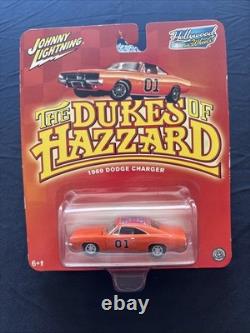 JOHNNY
LIGHTNING
Hollywood
on Wheels
01
THE DUKES OF
HAZZARD
1969 DODGE CHARGER
01
6+